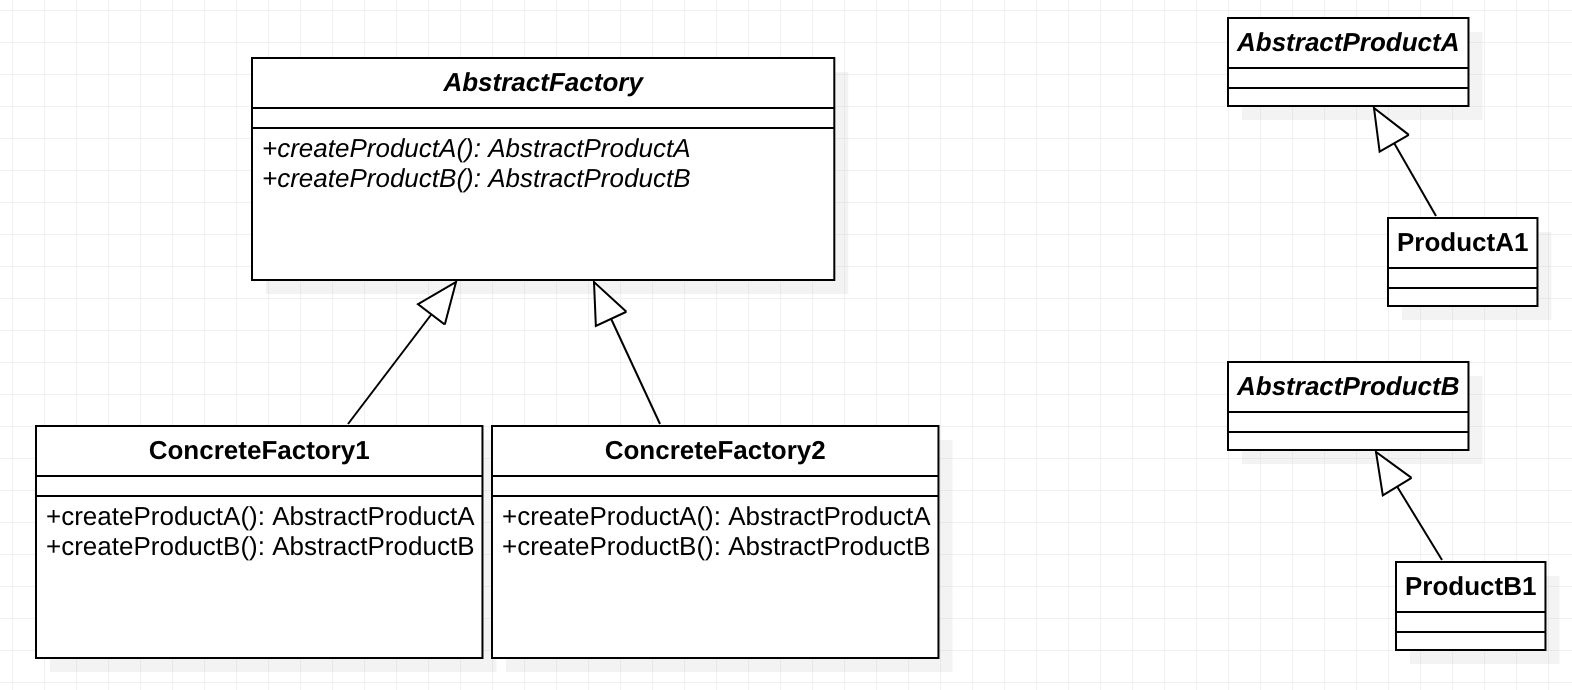 AbstractFactory
+createProductA(): AbstractProductA
+createProductB(): AbstractProductB
ConcreteFactory1
+createProductA(): AbstractProductA
+createProductB(): AbstractProductB
ConcreteFactory2
+createProductA(): AbstractProductA
+createProductB(): AbstractProductB
AbstractProductA
ProductA1
AbstractProductB
ProductB1